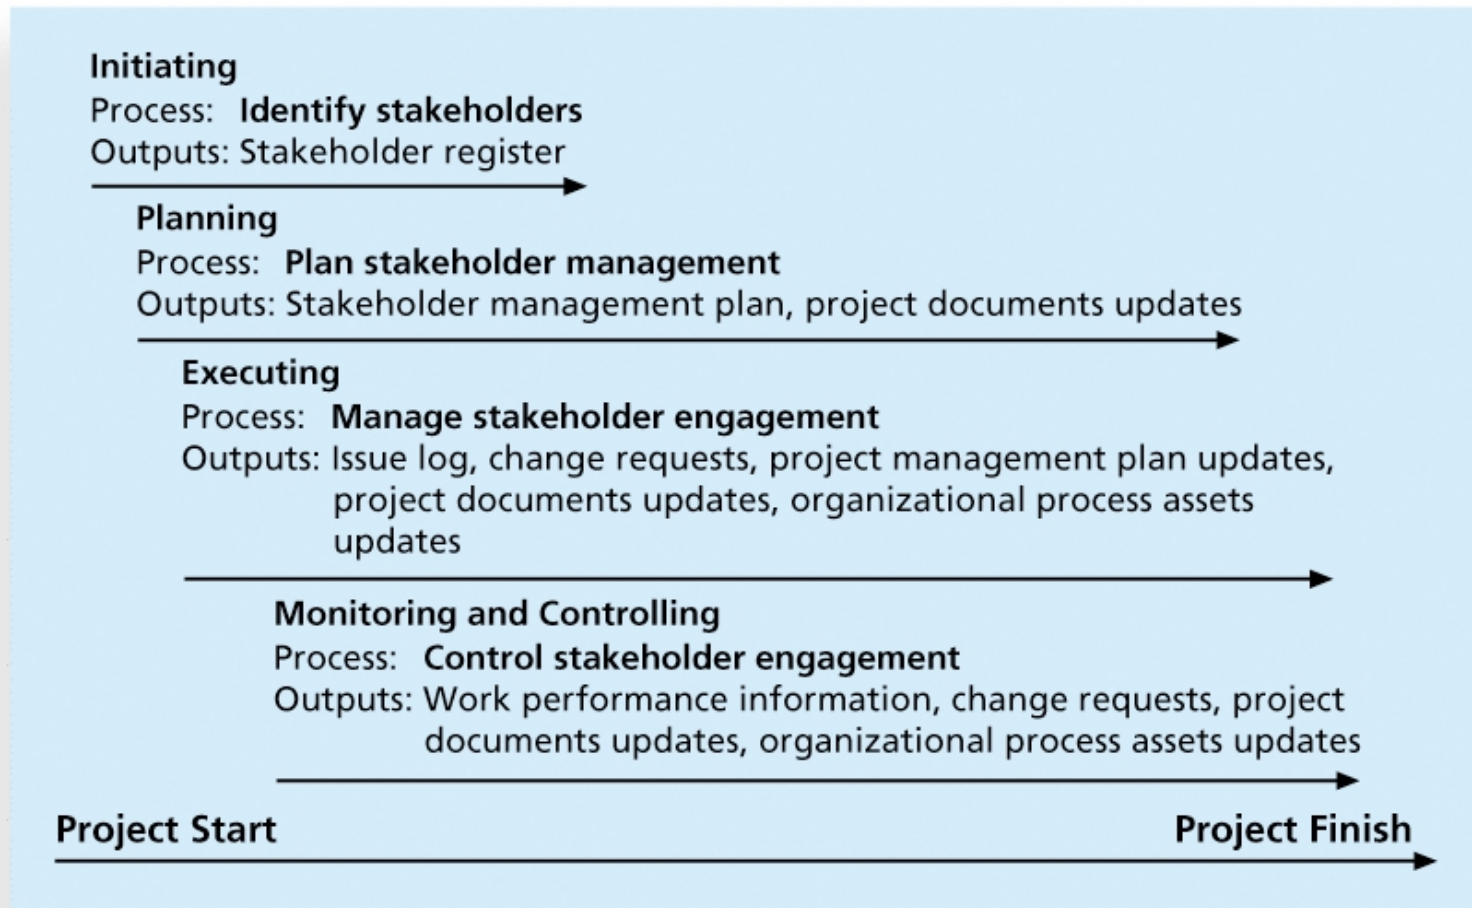 Initiating
Process: Identify stakeholders
Outputs: Stakeholder register
Planning
Process: Plan stakeholder management
Outputs: Stakeholder management plan, project documents updates
Executing
Process: Manage stakeholder engagement
Outputs: Issue log, change requests, project management plan updates,
project documents updates, organizational process assets
updates
Monitoring and Controlling
Process: Control stakeholder engagement
Outputs: Work performance information, change requests, project
documents updates, organizational process assets updates
Project Start Project Finish